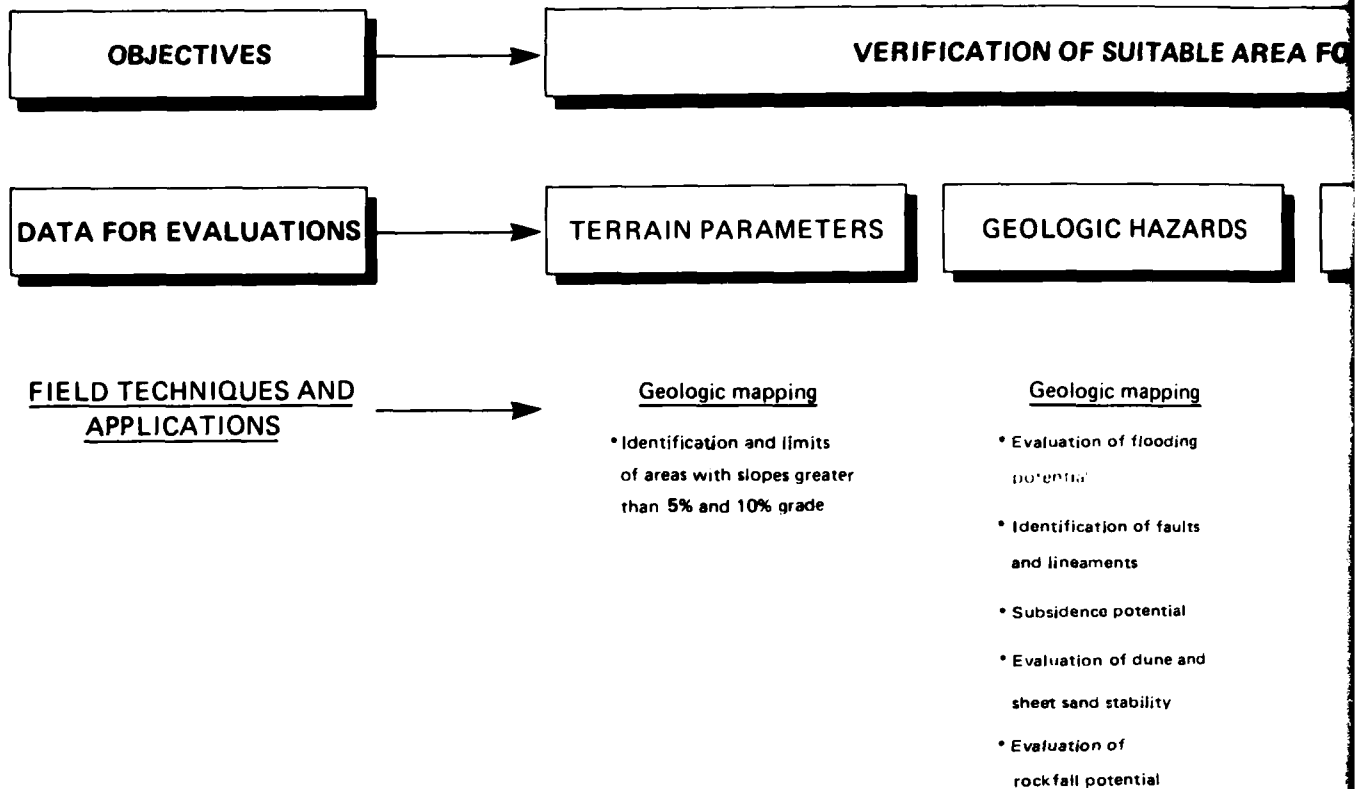 OBJECTIVES
VERIFICATION OF SUITABLE AREA FO
DATA FOR EVALUATIONS
TERRAIN PARAMETERS
GEOLOGIC HAZARDS
FIELD TECHNIQUES AND
APPLICATIONS
Geologic mapping
• Identification and limits
of areas with slopes greater
than 5% and 10% grade
Geologic mapping
• Evaluation of flooding
potential
• Identification of faults
and lineaments
• Subsidence potential
• Evaluation of dune and
sheet sand stability
• Evaluation of
rockfall potential